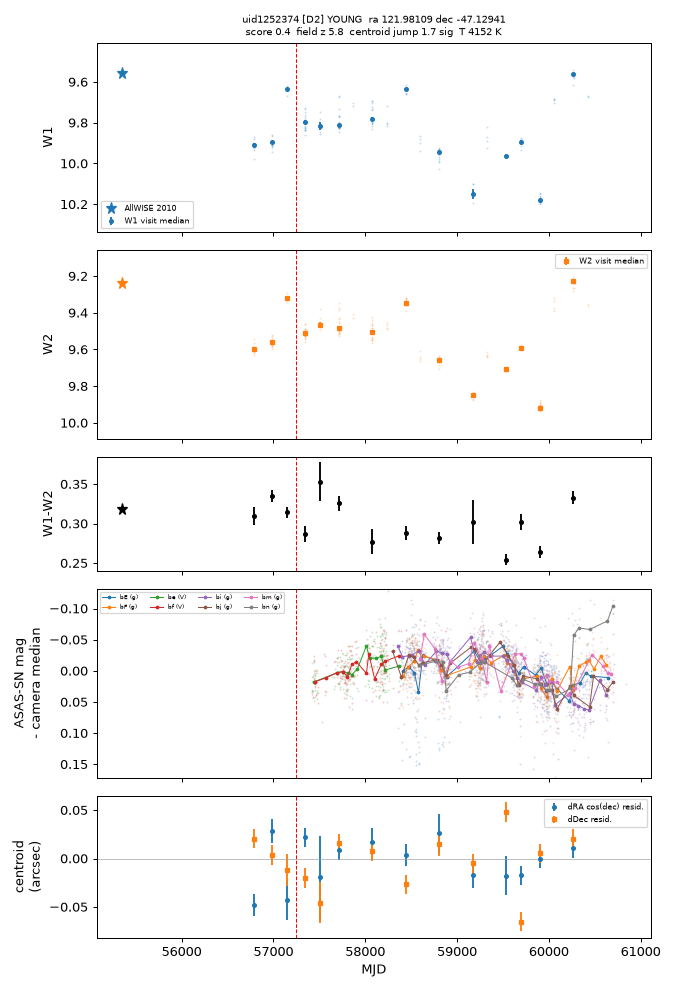 uid1252374 [D2] YOUNG  ra 121.98109 dec -47.12941
score 0.4  field z 5.8  centroid jump 1.7 sig  T 4152 K
W1
9.6
9.8
10.0
10.2
AllWISE 2010
W1 visit median
W2
9.2
9.4
9.6
9.8
10.0
W2 visit median
W1-W2
0.35
0.30
0.25
ASAS-SN mag
- camera median
−0.10
−0.05
0.00
0.05
0.10
0.15
bE (g)
bF (g)
be (V)
bf (V)
bi (g)
bj (g)
bm (g)
bn (g)
centroid
(arcsec)
0.05
0.00
−0.05
dRA cos(dec) resid.
dDec resid.
56000
57000
58000
59000
60000
61000
MJD